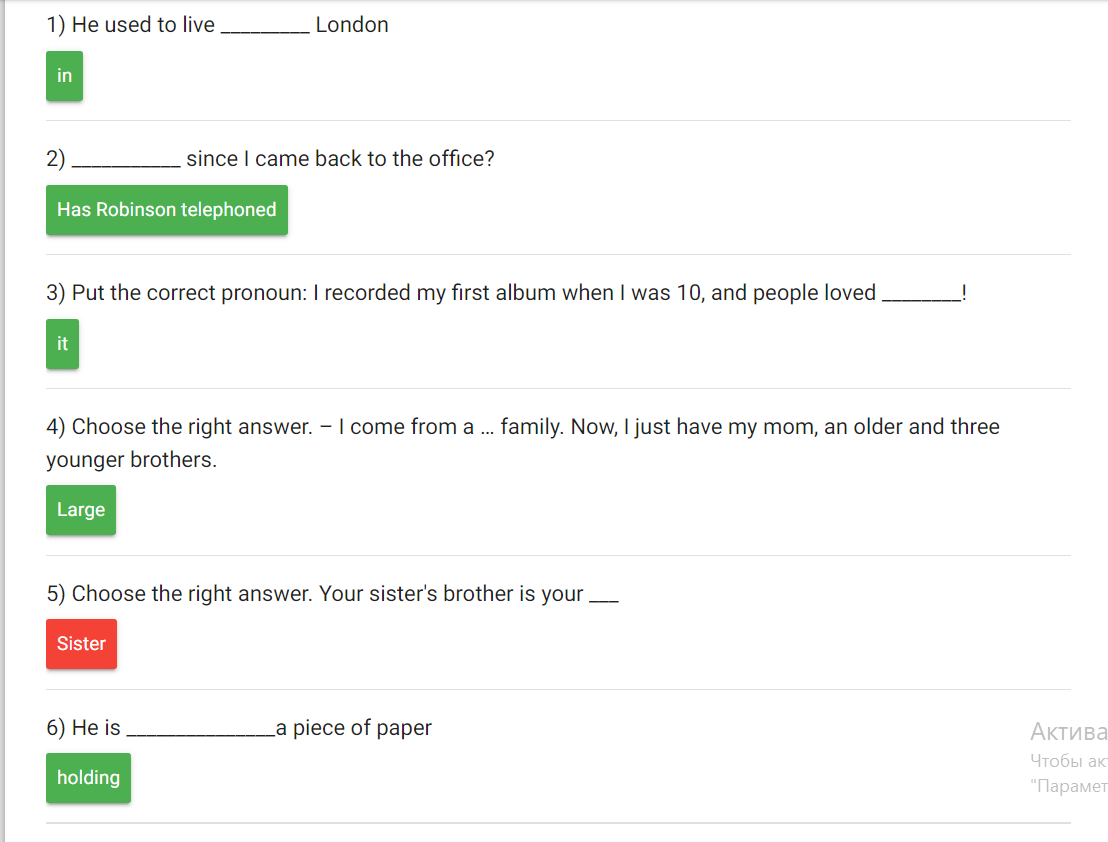 1) He used to live _________ London
in
2) ___________ since I came back to the office?
Has Robinson telephoned
3) Put the correct pronoun: I recorded my first album when I was 10, and people loved ________!
it
4) Choose the right answer. – I come from a ... family. Now, I just have my mom, an older and three
younger brothers.
Large
5) Choose the right answer. Your sister's brother is your ___
Sister
6) He is _______________a piece of paper
holding
Актива
Чтобы ак
"Парамет